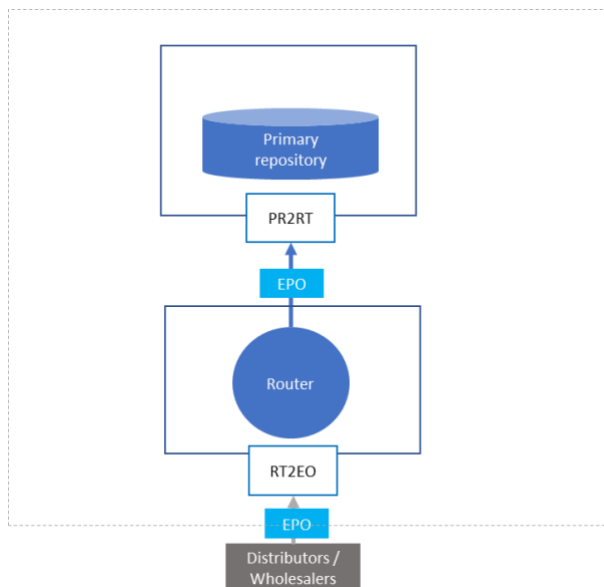 Primary
repository
PR2RT
EPO
Router
RT2EO
EPO
Distributors /
Wholesalers